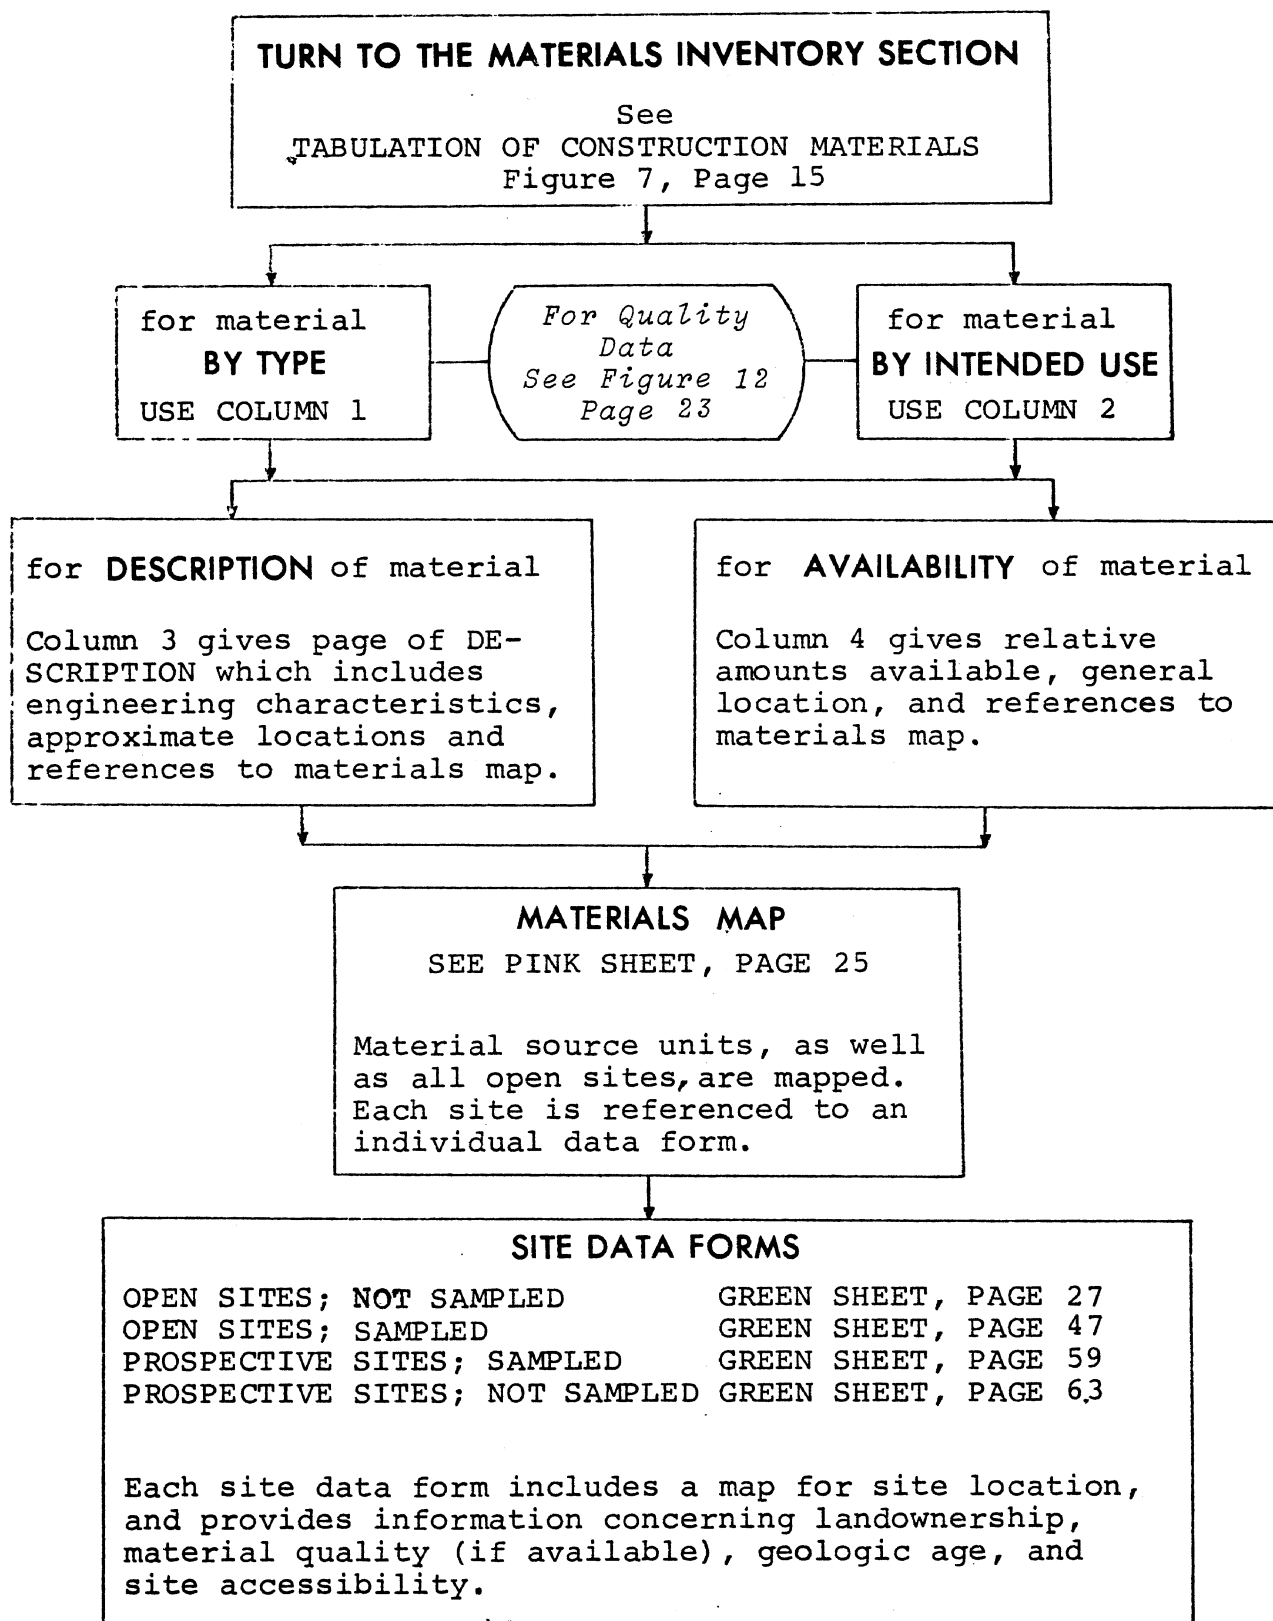 TURN TO THE MATERIALS INVENTORY SECTION
See
TABULATION OF CONSTRUCTION MATERIALS
Figure 7, Page 15
for material
BY TYPE
USE COLUMN 1
For Quality
Data
See Figure 12
Page 23
for material
BY INTENDED USE
USE COLUMN 2
for DESCRIPTION of material
Column 3 gives page of DE-
SCRIPTION which includes
engineering characteristics,
approximate locations and
references to materials map.
for AVAILABILITY of material
Column 4 gives relative
amounts available, general
location, and references to
materials map.
MATERIALS MAP
SEE PINK SHEET, PAGE 25
Material source units, as well
as all open sites, are mapped.
Each site is referenced to an
individual data form.
SITE DATA FORMS
OPEN SITES; NOT SAMPLED GREEN SHEET, PAGE 27
OPEN SITES; SAMPLED GREEN SHEET, PAGE 47
PROSPECTIVE SITES; SAMPLED GREEN SHEET, PAGE 59
PROSPECTIVE SITES; NOT SAMPLED GREEN SHEET, PAGE 63
Each site data form includes a map for site location,
and provides information concerning landownership,
material quality (if available), geologic age, and
site accessibility.